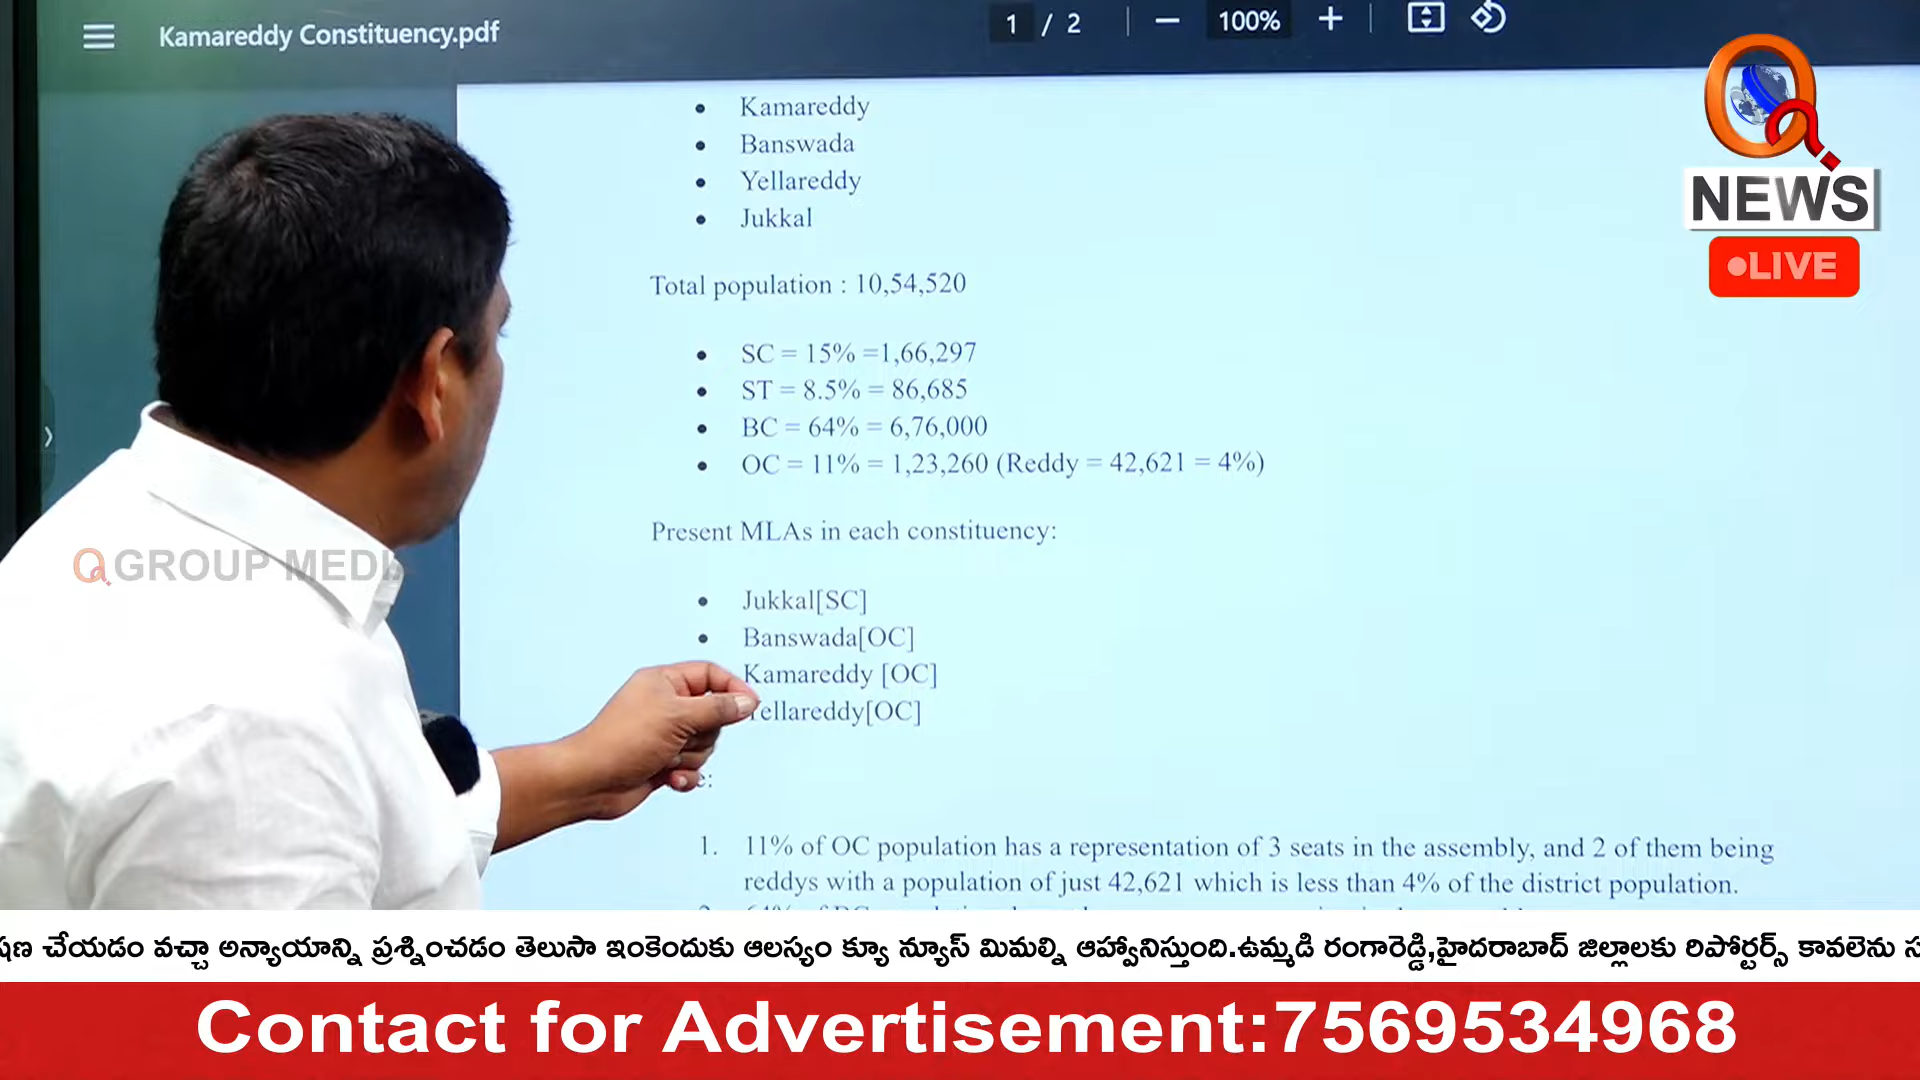 Kamareddy Constituency.pdf
1 / 2
100%
NEWS
LIVE
Kamareddy
Banswada
Yellareddy
Jukkal
Total population : 10,54,520
SC = 15% =1,66,297
ST = 8.5% = 86,685
BC = 64% = 6,76,000
OC = 11% = 1,23,260 (Reddy = 42,621 = 4%)
Present MLAs in each constituency:
Jukkal[SC]
Banswada[OC]
Kamareddy [OC]
Yellareddy[OC]
GROUP MEDIA
1. 11% of OC population has a representation of 3 seats in the assembly, and 2 of them being
reddys with a population of just 42,621 which is less than 4% of the district population.
చేయడం వచ్చా అన్యాయాన్ని ప్రశ్నించడం తెలుసా ఇంకెందుకు ఆలస్యం క్యూ న్యూస్ మిమల్ని ఆహ్వానిస్తుంది.ఉమ్మడి రంగారెడ్డి,హైదరాబాద్ జిల్లాలకు రిపోర్టర్స్ కావలెను
Contact for Advertisement:7569534968